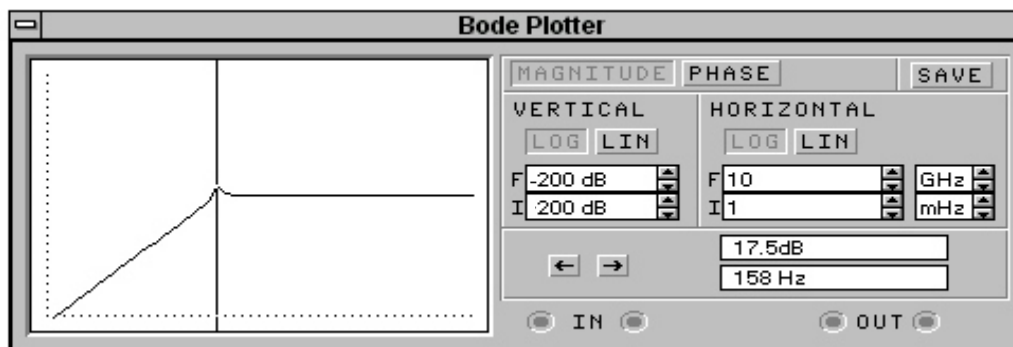 Bode Plotter
MAGNITUDE PHASE SAVE
VERTICAL HORIZONTAL
LOG LIN LOG LIN
F -200 dB F 10 GHz
I -200 dB I 1 mHz
17.5dB
158 Hz
IN OUT